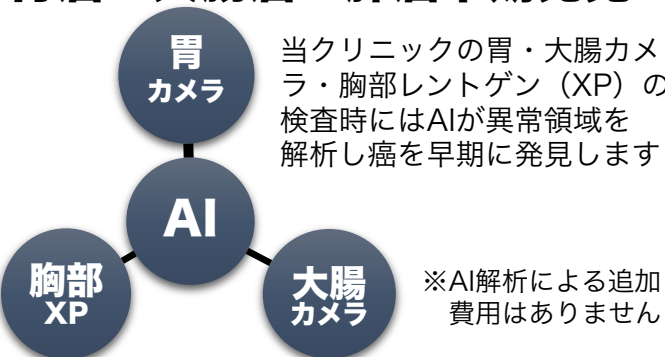 胃
カメラ
当クリニックの胃・大腸カメ
ラ・胸部レントゲン（XP）の
検査時にはAIが異常領域を
解析し癌を早期に発見します
AI
胸部
XP
大腸
カメラ
※AI解析による追加
費用はありません